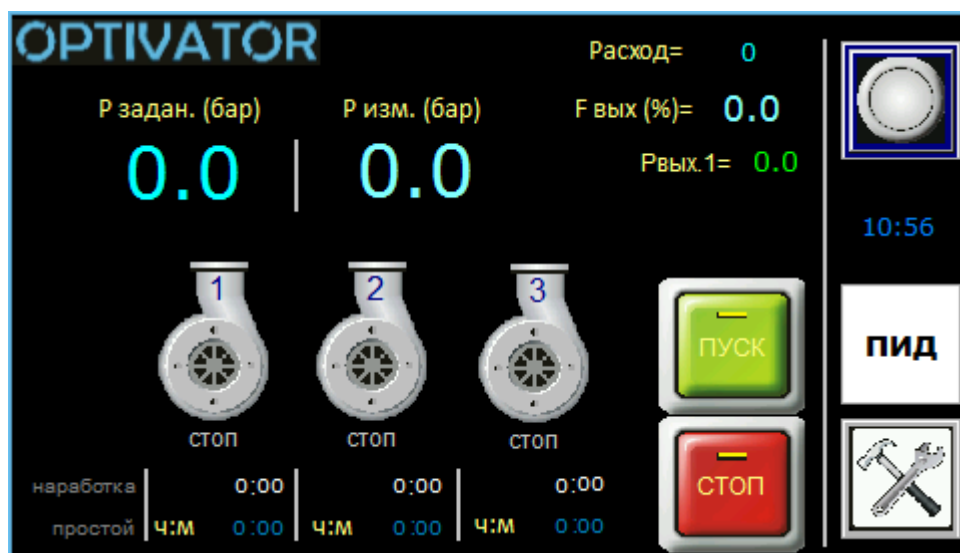 OPTIVATOR
Расход= 0
P задан. (бар) P изм. (бар) F вых (%)= 0.0
0.0 0.0
Pвых.1= 0.0
10:56
1 2 3
ПУСК
ПИД
стоп стоп стоп
СТОП
наработка 0:00 0:00 0:00
простой ч:м 0:00 ч:м 0:00 ч:м 0:00